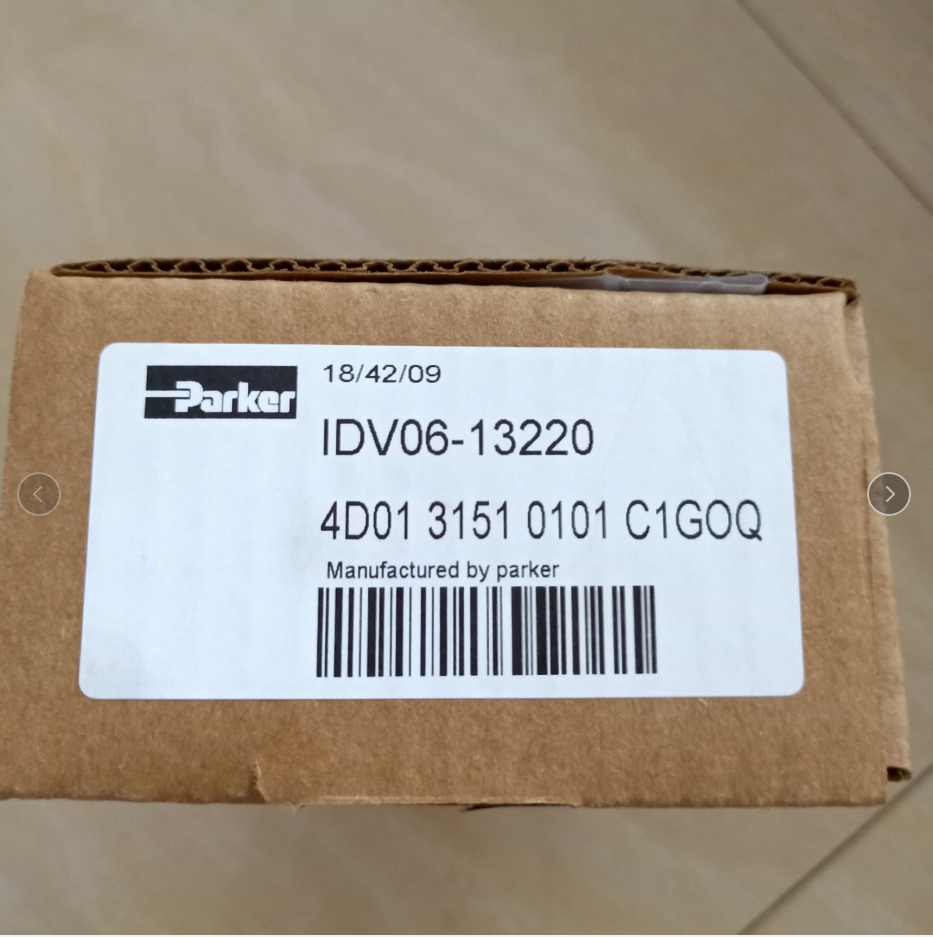 Parker
18/42/09
IDV06-13220
4D01 3151 0101 C1GOQ
Manufactured by parker